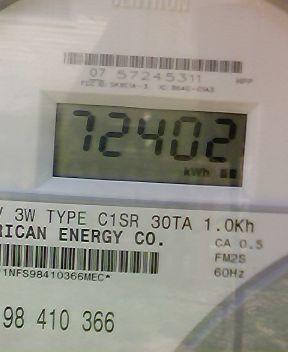 CENTRON
07 57245311
72402
kWh
3W TYPE C1SR 30TA 1.0Kh
RICAN ENERGY CO.
CA 0.5
FM2S
60Hz
1NFS98410366MEC*
98 410 366